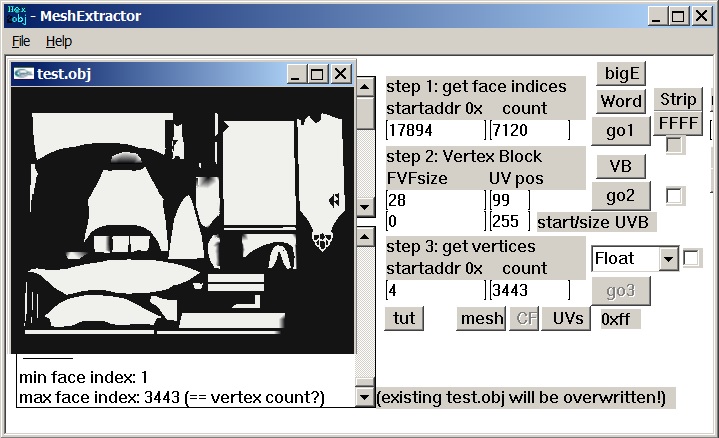 Hex
obj - MeshExtractor
File Help
test.obj
step 1: get face indices
startaddr 0x count
17894 7120
bigE
Word
go1
Strip
FFFF
step 2: Vertex Block
FVFsize UV pos
28 99
0 255 start/size UVB
VB
go2
step 3: get vertices
startaddr 0x count
4 3443
Float
go3
tut mesh CF UVs 0xff
min face index: 1
max face index: 3443 (== vertex count?)
(existing test.obj will be overwritten!)